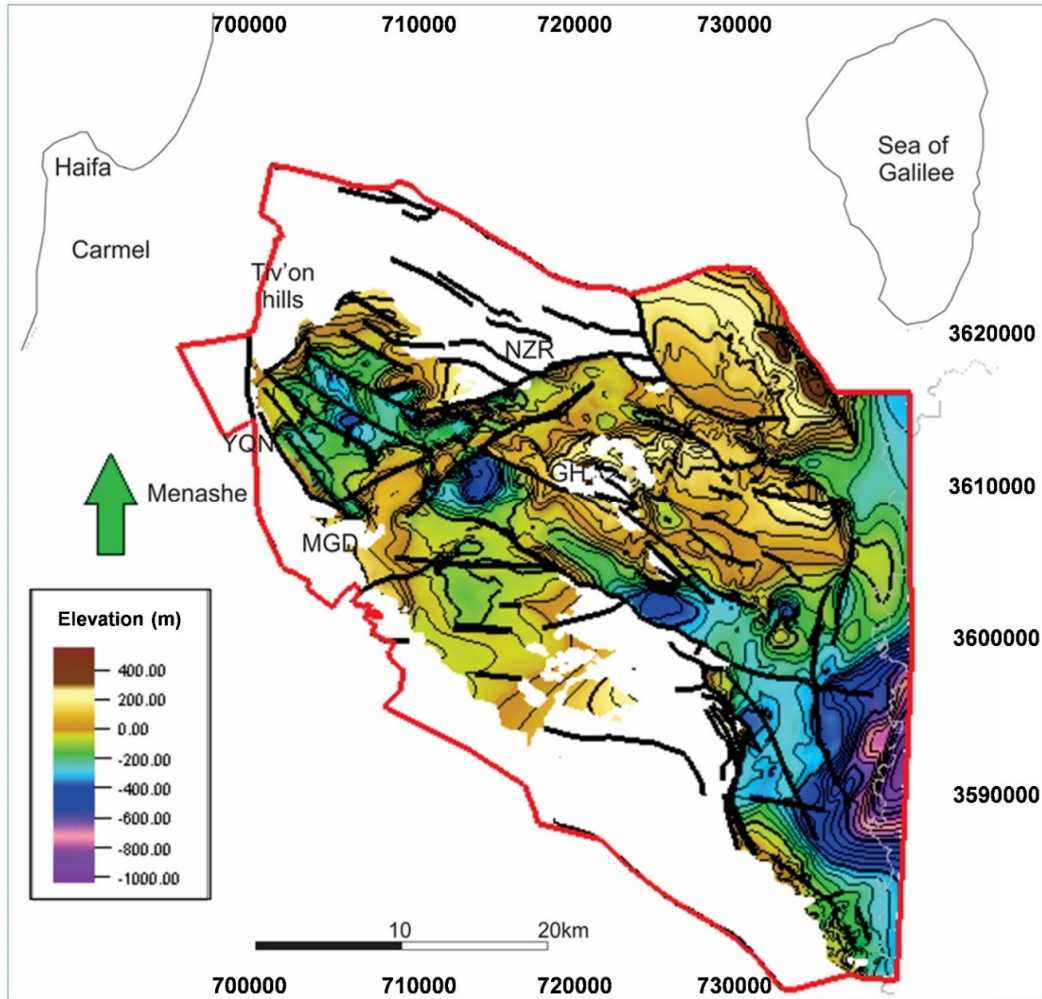 700000
710000
720000
730000
Haifa
Sea of
Galilee
Carmel
Tiv'on
hills
3620000
NZR
YQN
GH
3610000
Menashe
MGD
Elevation (m)
400.00
200.00
0.00
-200.00
-400.00
-600.00
-800.00
-1000.00
3600000
3590000
10
20km
700000
710000
720000
730000